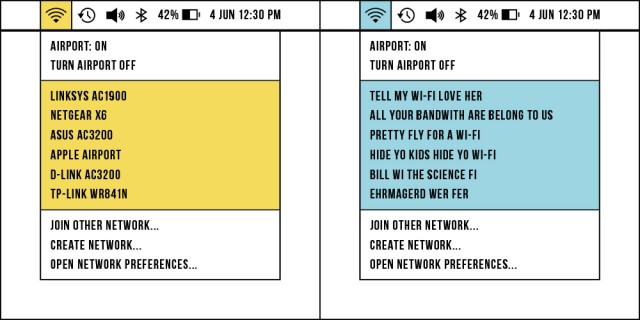 42% 4 JUN 12:30 PM
AIRPORT: ON
TURN AIRPORT OFF
LINKSYS AC1900
NETGEAR X6
ASUS AC3200
APPLE AIRPORT
D-LINK AC3200
TP-LINK WR841N
JOIN OTHER NETWORK...
CREATE NETWORK...
OPEN NETWORK PREFERENCES...
42% 4 JUN 12:30 PM
AIRPORT: ON
TURN AIRPORT OFF
TELL MY WI-FI LOVE HER
ALL YOUR BANDWITH ARE BELONG TO US
PRETTY FLY FOR A WI-FI
HIDE YO KIDS HIDE YO WI-FI
BILL WI THE SCIENCE FI
EHRMAGERD WER FER
JOIN OTHER NETWORK...
CREATE NETWORK...
OPEN NETWORK PREFERENCES...